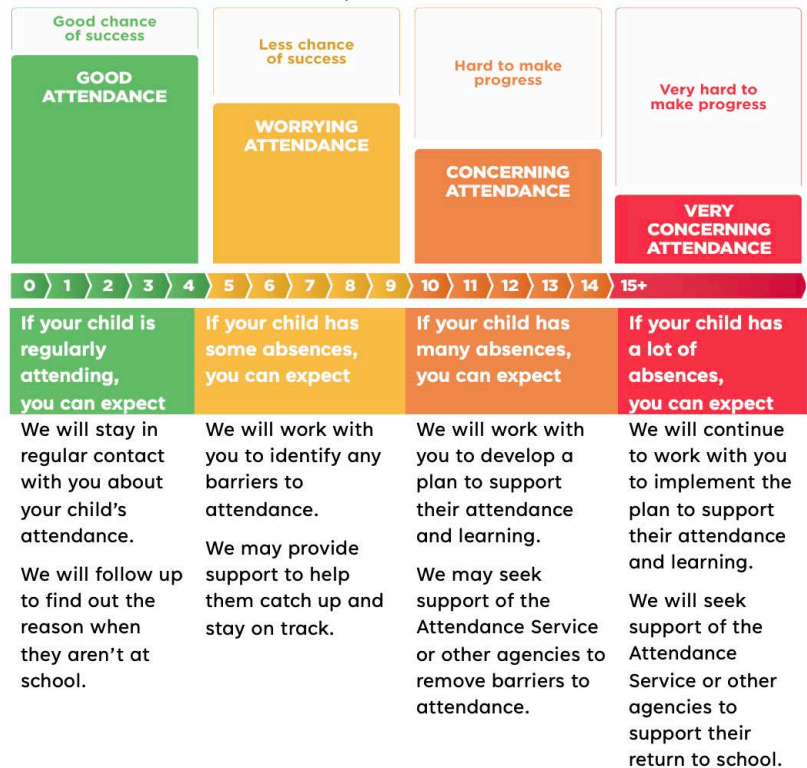 Good chance
of success
GOOD
ATTENDANCE
Less chance
of success
WORRYING
ATTENDANCE
Hard to make
progress
CONCERNING
ATTENDANCE
Very hard to
make progress
VERY
CONCERNING
ATTENDANCE
0 1 2 3 4 5 6 7 8 9 10 11 12 13 14 15+
If your child is
regularly
attending,
you can expect
We will stay in
regular contact
with you about
your child’s
attendance.
We will follow up
to find out the
reason when
they aren’t at
school.
If your child has
some absences,
you can expect
We will work with
you to identify any
barriers to
attendance.
We may provide
support to help
them catch up and
stay on track.
If your child has
many absences,
you can expect
We will work with
you to develop a
plan to support
their attendance
and learning.
We may seek
support of the
Attendance Service
or other agencies to
remove barriers to
attendance.
If your child has
a lot of
absences,
you can expect
We will continue
to work with you
to implement the
plan to support
their attendance
and learning.
We will seek
support of the
Attendance
Service or other
agencies to
support their
return to school.